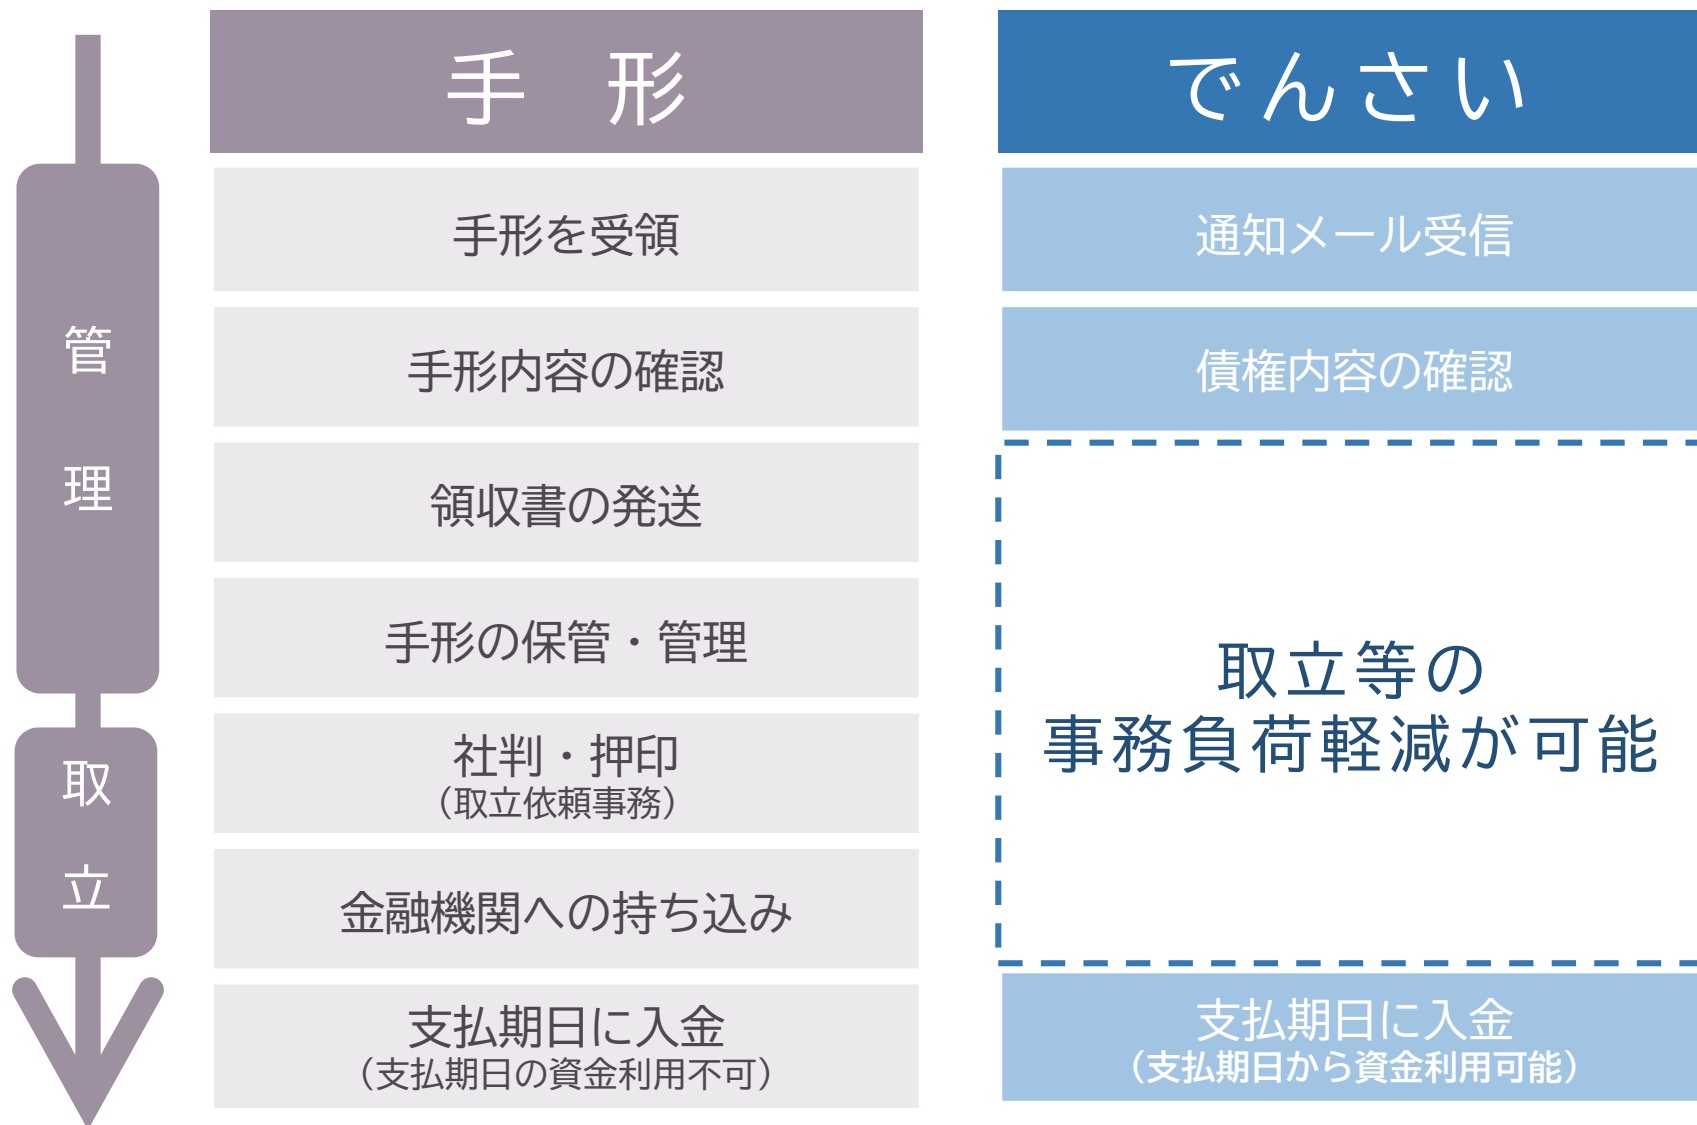 手　形
でんさい
管
理
取
立
手形を受領
手形内容の確認
領収書の発送
手形の保管・管理
社判・押印
（取立依頼事務）
金融機関への持ち込み
支払期日に入金
（支払期日の資金利用不可）
通知メール受信
債権内容の確認
取立等の
事務負荷軽減が可能
支払期日に入金
（支払期日から資金利用可能）